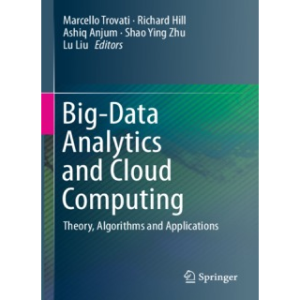 Marcello Trovati · Richard Hill
Ashiq Anjum · Shao Ying Zhu
Lu Liu Editors
Big-Data
Analytics
and Cloud
Computing
Theory, Algorithms and Applications
Springer